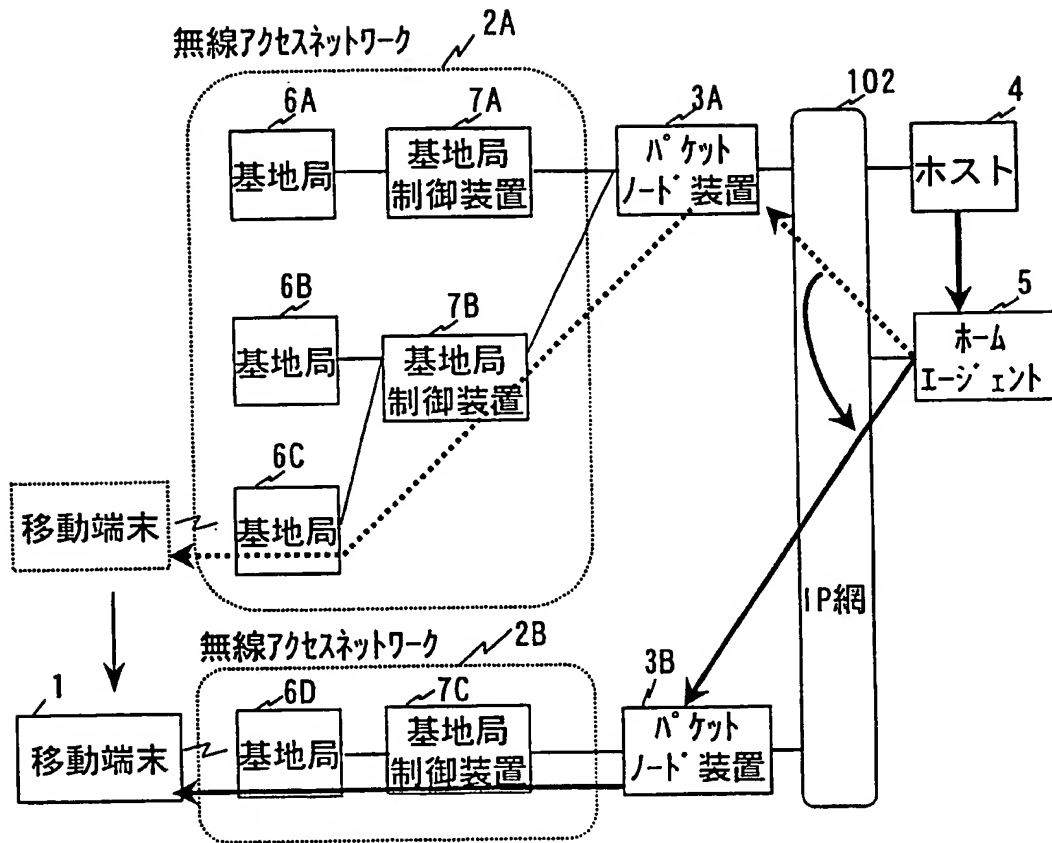 無線アクセスネットワーク
2A
6A
7A
3A
102
4
基地局
基地局
制御装置
パケット
ノード装置
ホスト
6B
7B
5
基地局
基地局
制御装置
ホーム
エージェント
6C
移動端末
基地局
IP網
無線アクセスネットワーク
2B
1
6D
7C
3B
移動端末
基地局
基地局
制御装置
パケット
ノード装置